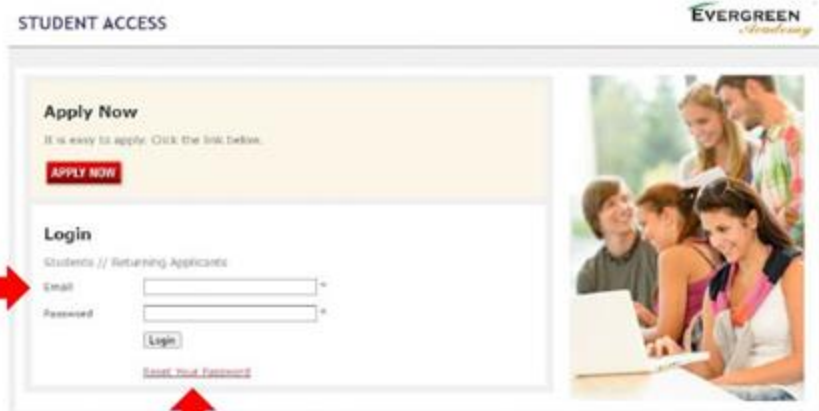 STUDENT ACCESS
EVERGREEN
Academy
Apply Now
It is easy to apply. Click the link below.
APPLY NOW
Login
Students // Returning Applicants
Email *
Password *
Login
Reset Your Password